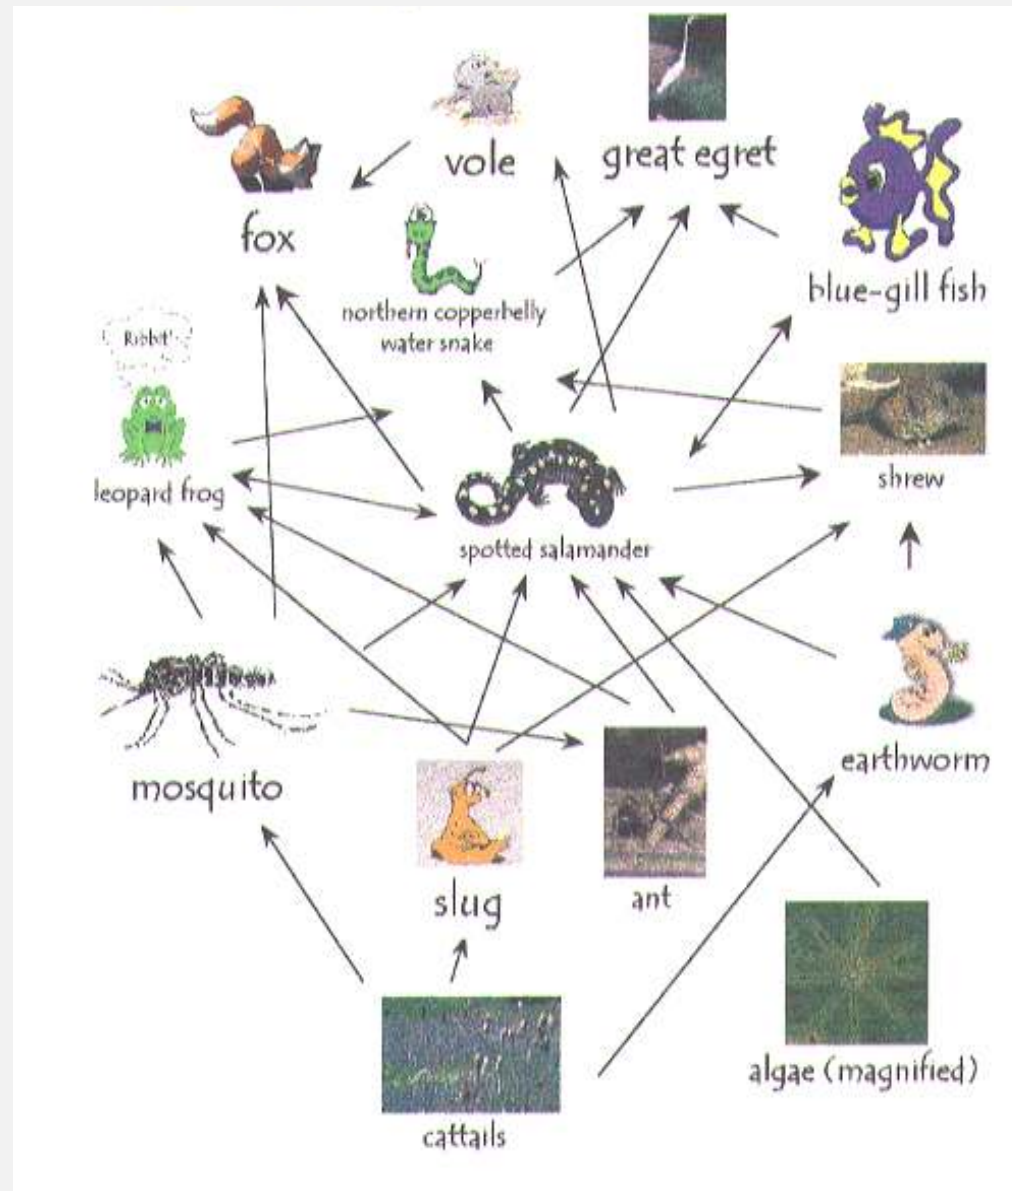 vole
great egret
fox
blue-gill fish
northern copperbelly
water snake
Ribbit!
shrew
leopard frog
spotted salamander
earthworm
mosquito
slug
ant
algae (magnified)
cattails